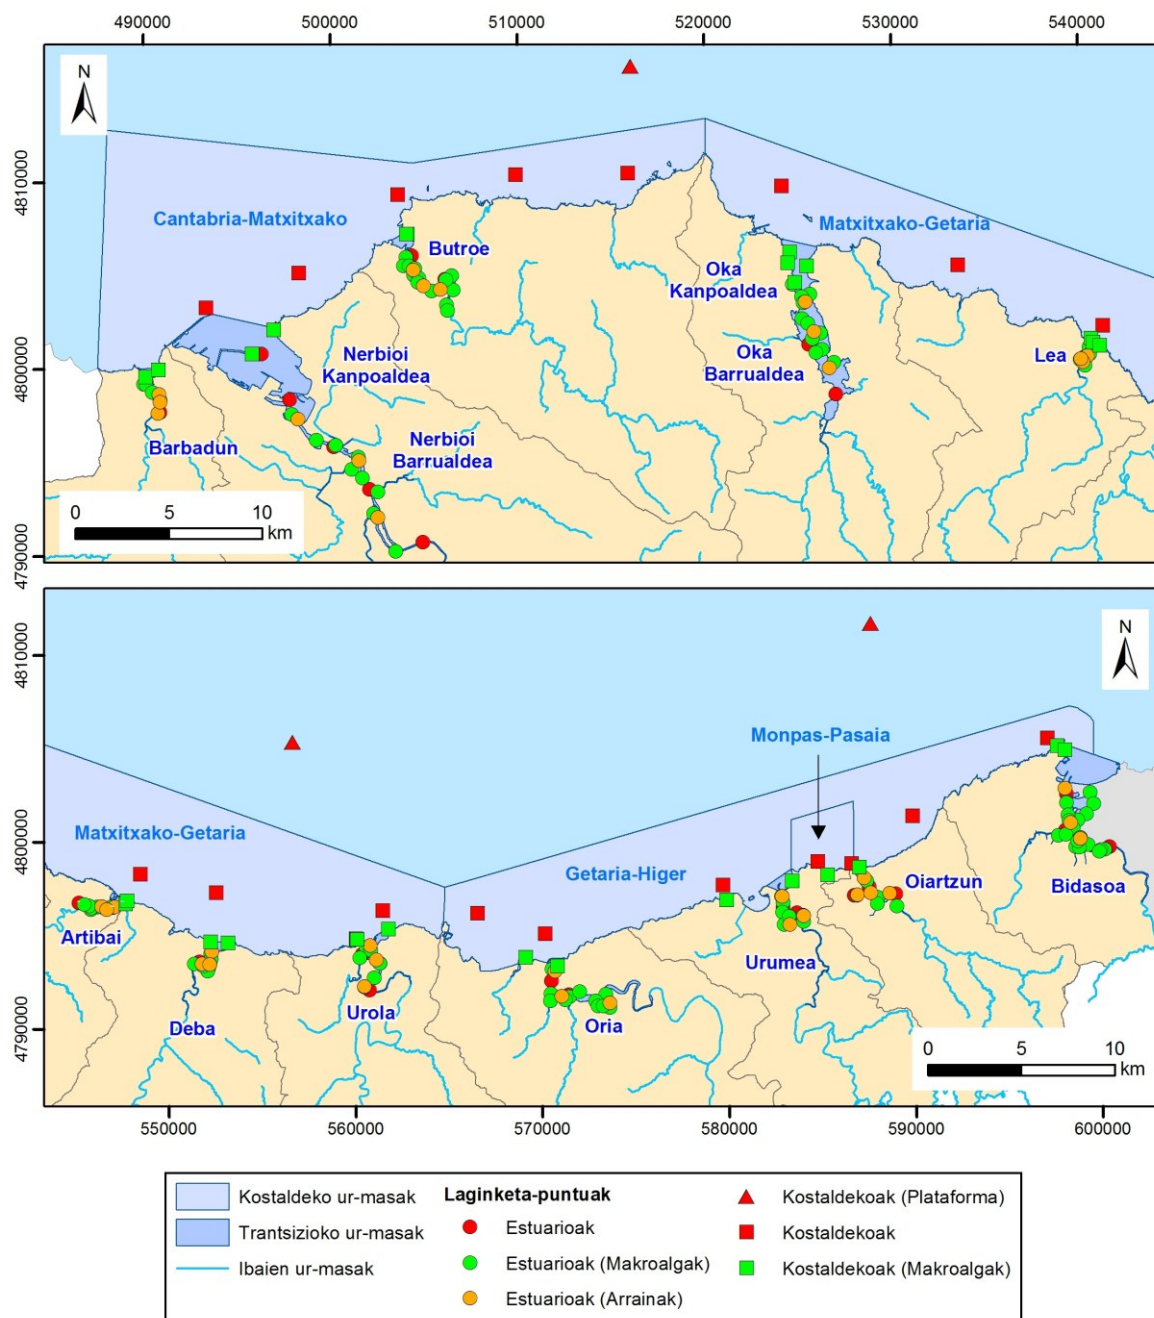 490000 500000 510000 520000 530000 540000
N
4810000
Cantabria-Matxitxako
Matxitxako-Getaria
Butroe
Oka
Kanpoaldea
4800000
Nerbioi
Kanpoaldea
Oka
Barrualdea
Lea
Barbadun
Nerbioi
Barrualdea
0 5 10
km
4790000
N
4810000
Monpas-Pasaia
Matxitxako-Getaria
4800000
Getaria-Higer
Oiartzun
Bidasoa
Artibai
Urumea
Deba
Urola
Oria
4790000
0 5 10
km
550000 560000 570000 580000 590000 600000
Kostaldeko ur-masak
Trantsizioko ur-masak
Ibaien ur-masak
Laginketa-puntuak
Estuarioak
Estuarioak (Makroalgak)
Estuarioak (Arrainak)
Kostaldekoak (Plataforma)
Kostaldekoak
Kostaldekoak (Makroalgak)